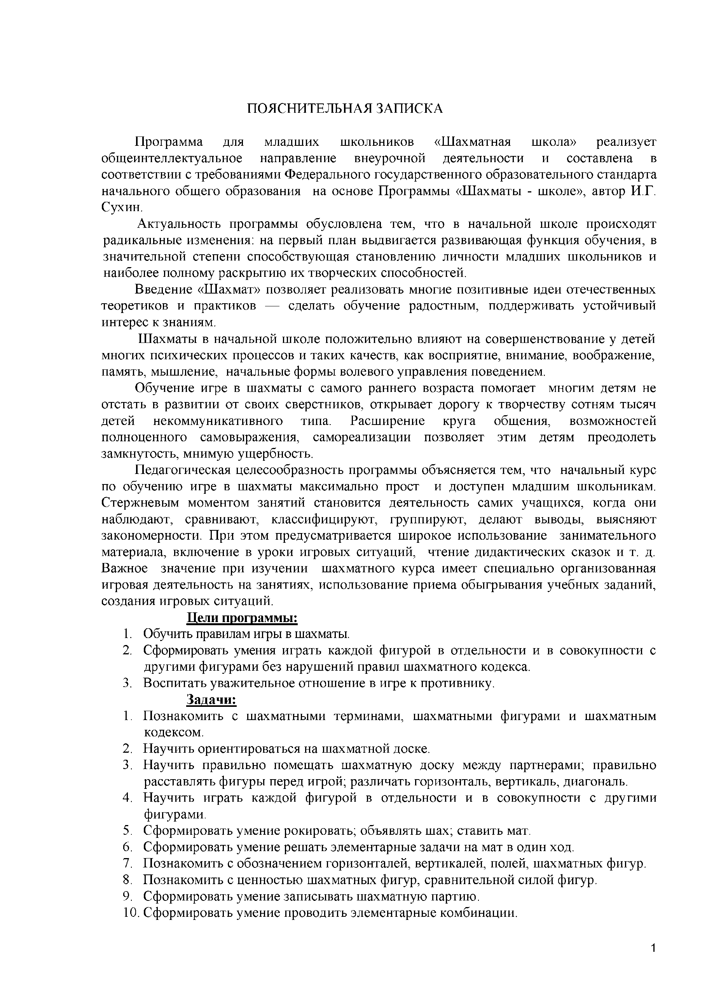 ПОЯСНИТЕЛЬНАЯ ЗАПИСКА
Программа для младших школьников «Шахматная школа» реализует
общеинтеллектуальное направление внеурочной деятельности и составлена в
соответствии с требованиями Федерального государственного образовательного стандарта
начального общего образования на основе Программы «Шахматы - школе», автор И.Г.
Сухин.
Актуальность программы обусловлена тем, что в начальной школе происходят
радикальные изменения: на первый план выдвигается развивающая функция обучения, в
значительной степени способствующая становлению личности младших школьников и
наиболее полному раскрытию их творческих способностей.
Введение «Шахмат» позволяет реализовать многие позитивные идеи отечественных
теоретиков и практиков — сделать обучение радостным, поддерживать устойчивый
интерес к знаниям.
Шахматы в начальной школе положительно влияют на совершенствование у детей
многих психических процессов и таких качеств, как восприятие, внимание, воображение,
память, мышление, начальные формы волевого управления поведением.
Обучение игре в шахматы с самого раннего возраста помогает многим детям не
отстать в развитии от своих сверстников, открывает дорогу к творчеству сотням тысяч
детей некоммуникативного типа. Расширение круга общения, возможностей
полноценного самовыражения, самореализации позволяет этим детям преодолеть
замкнутость, мнимую ущербность.
Педагогическая целесообразность программы объясняется тем, что начальный курс
по обучению игре в шахматы максимально прост и доступен младшим школьникам.
Стержневым моментом занятий становится деятельность самих учащихся, когда они
наблюдают, сравнивают, классифицируют, группируют, делают выводы, выясняют
закономерности. При этом предусматривается широкое использование занимательного
материала, включение в уроки игровых ситуаций, чтение дидактических сказок и т. д.
Важное значение при изучении шахматного курса имеет специально организованная
игровая деятельность на занятиях, использование приема обыгрывания учебных заданий,
создания игровых ситуаций.
Цели программы:
1. Обучить правилам игры в шахматы.
2. Сформировать умения играть каждой фигурой в отдельности и в совокупности с
другими фигурами без нарушений правил шахматного кодекса.
3. Воспитать уважительное отношение в игре к противнику.
Задачи:
1. Познакомить с шахматными терминами, шахматными фигурами и шахматным
кодексом.
2. Научить ориентироваться на шахматной доске.
3. Научить правильно помещать шахматную доску между партнерами; правильно
расставлять фигуры перед игрой; различать горизонталь, вертикаль, диагональ.
4. Научить играть каждой фигурой в отдельности и в совокупности с другими
фигурами.
5. Сформировать умение рокировать; объявлять шах; ставить мат.
6. Сформировать умение решать элементарные задачи на мат в один ход.
7. Познакомить с обозначением горизонталей, вертикалей, полей, шахматных фигур.
8. Познакомить с ценностью шахматных фигур, сравнительной силой фигур.
9. Сформировать умение записывать шахматную партию.
10. Сформировать умение проводить элементарные комбинации.
1